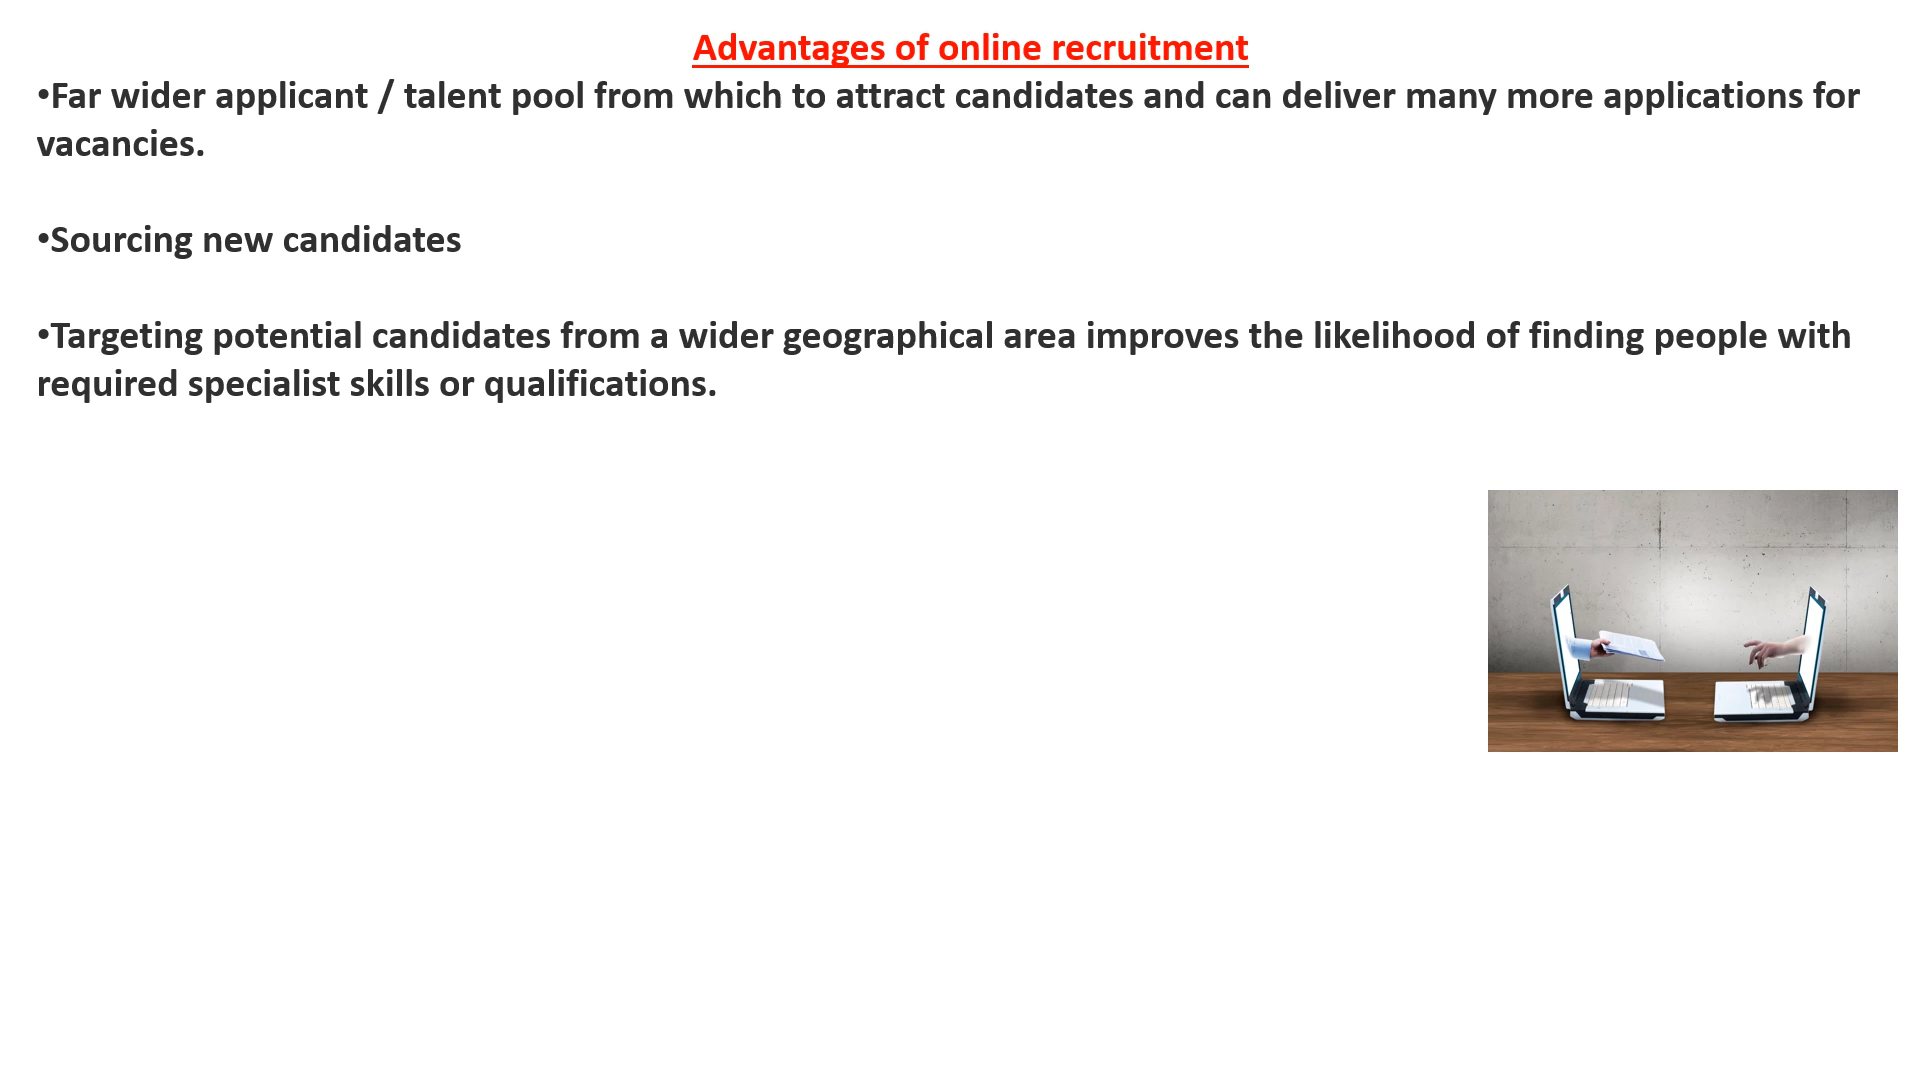 Advantages of online recruitment
•Far wider applicant / talent pool from which to attract candidates and can deliver many more applications for
vacancies.
•Sourcing new candidates
•Targeting potential candidates from a wider geographical area improves the likelihood of finding people with
required specialist skills or qualifications.